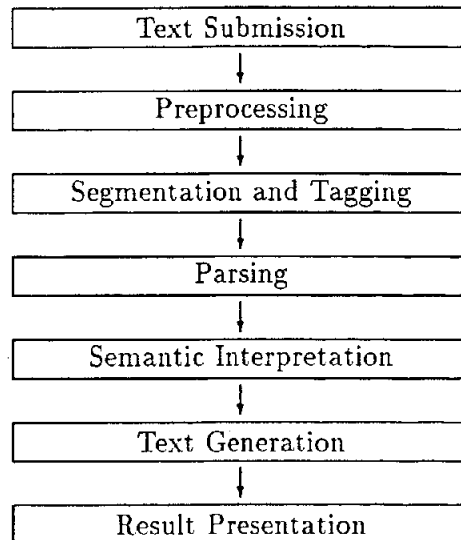 Text Submission
Preprocessing
Segmentation and Tagging
Parsing
Semantic Interpretation
Text Generation
Result Presentation